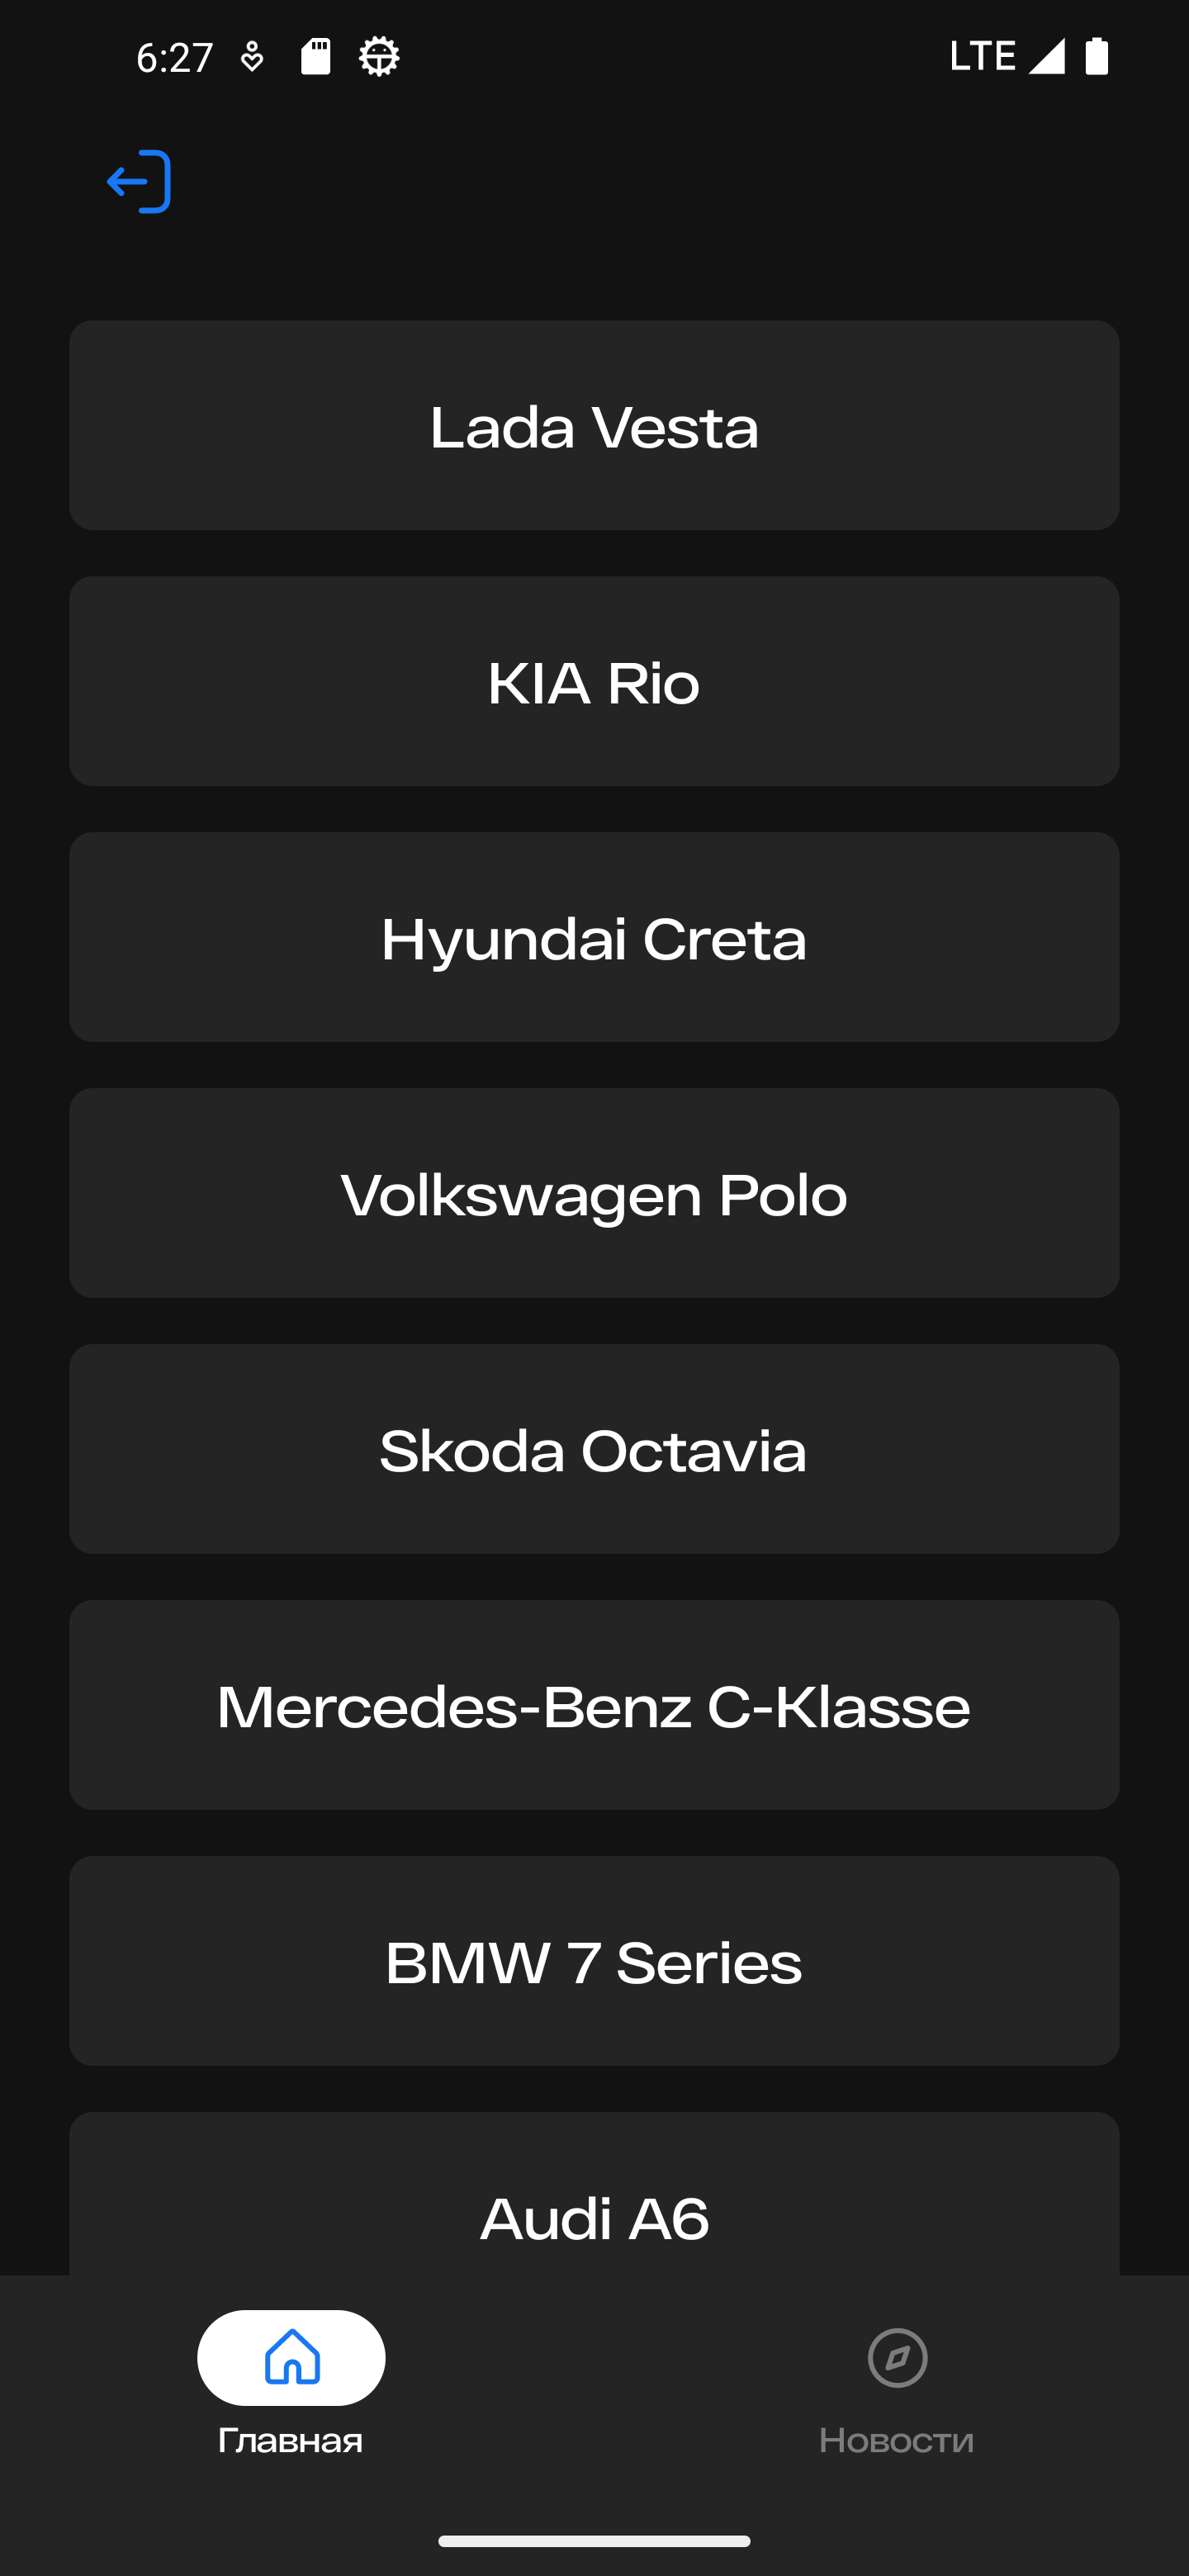 6:27 LTE
Lada Vesta
KIA Rio
Hyundai Creta
Volkswagen Polo
Skoda Octavia
Mercedes-Benz C-Klasse
BMW 7 Series
Audi A6
Главная Новости